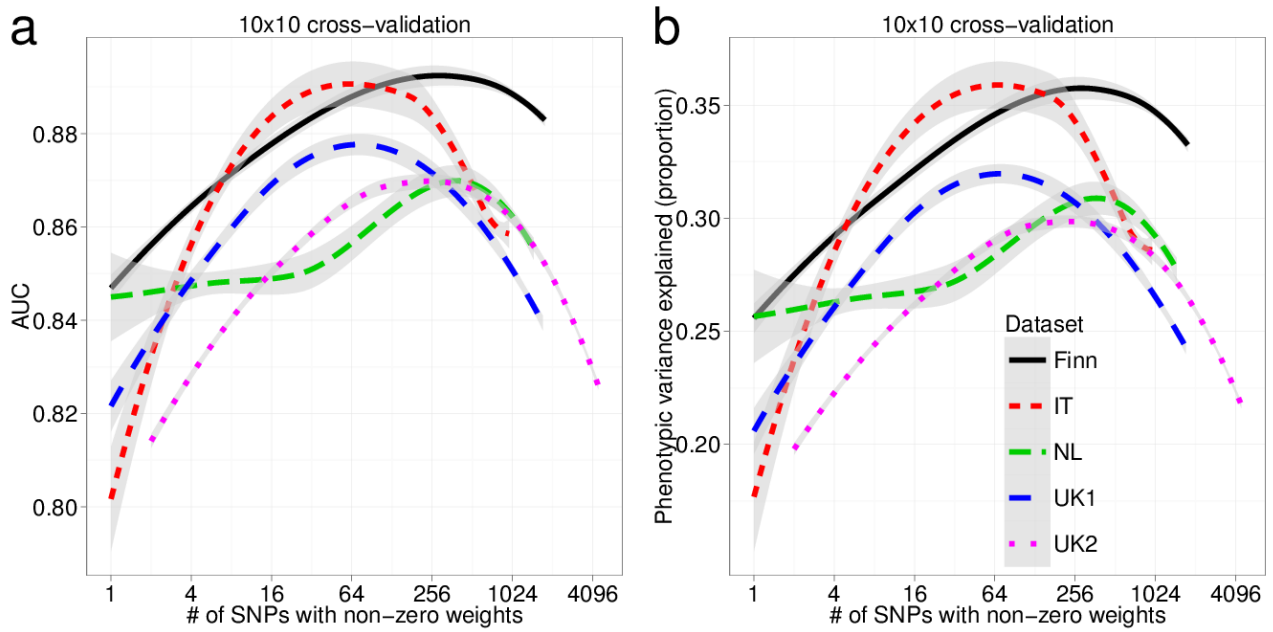 a
10x10 cross−validation
AUC
0.88
0.86
0.84
0.82
0.80
1 4 16 64 256 1024 4096
# of SNPs with non−zero weights
b
10x10 cross−validation
Phenotypic variance explained (proportion)
0.35
0.30
0.25
0.20
Dataset
Finn
IT
NL
UK1
UK2
1 4 16 64 256 1024 4096
# of SNPs with non−zero weights